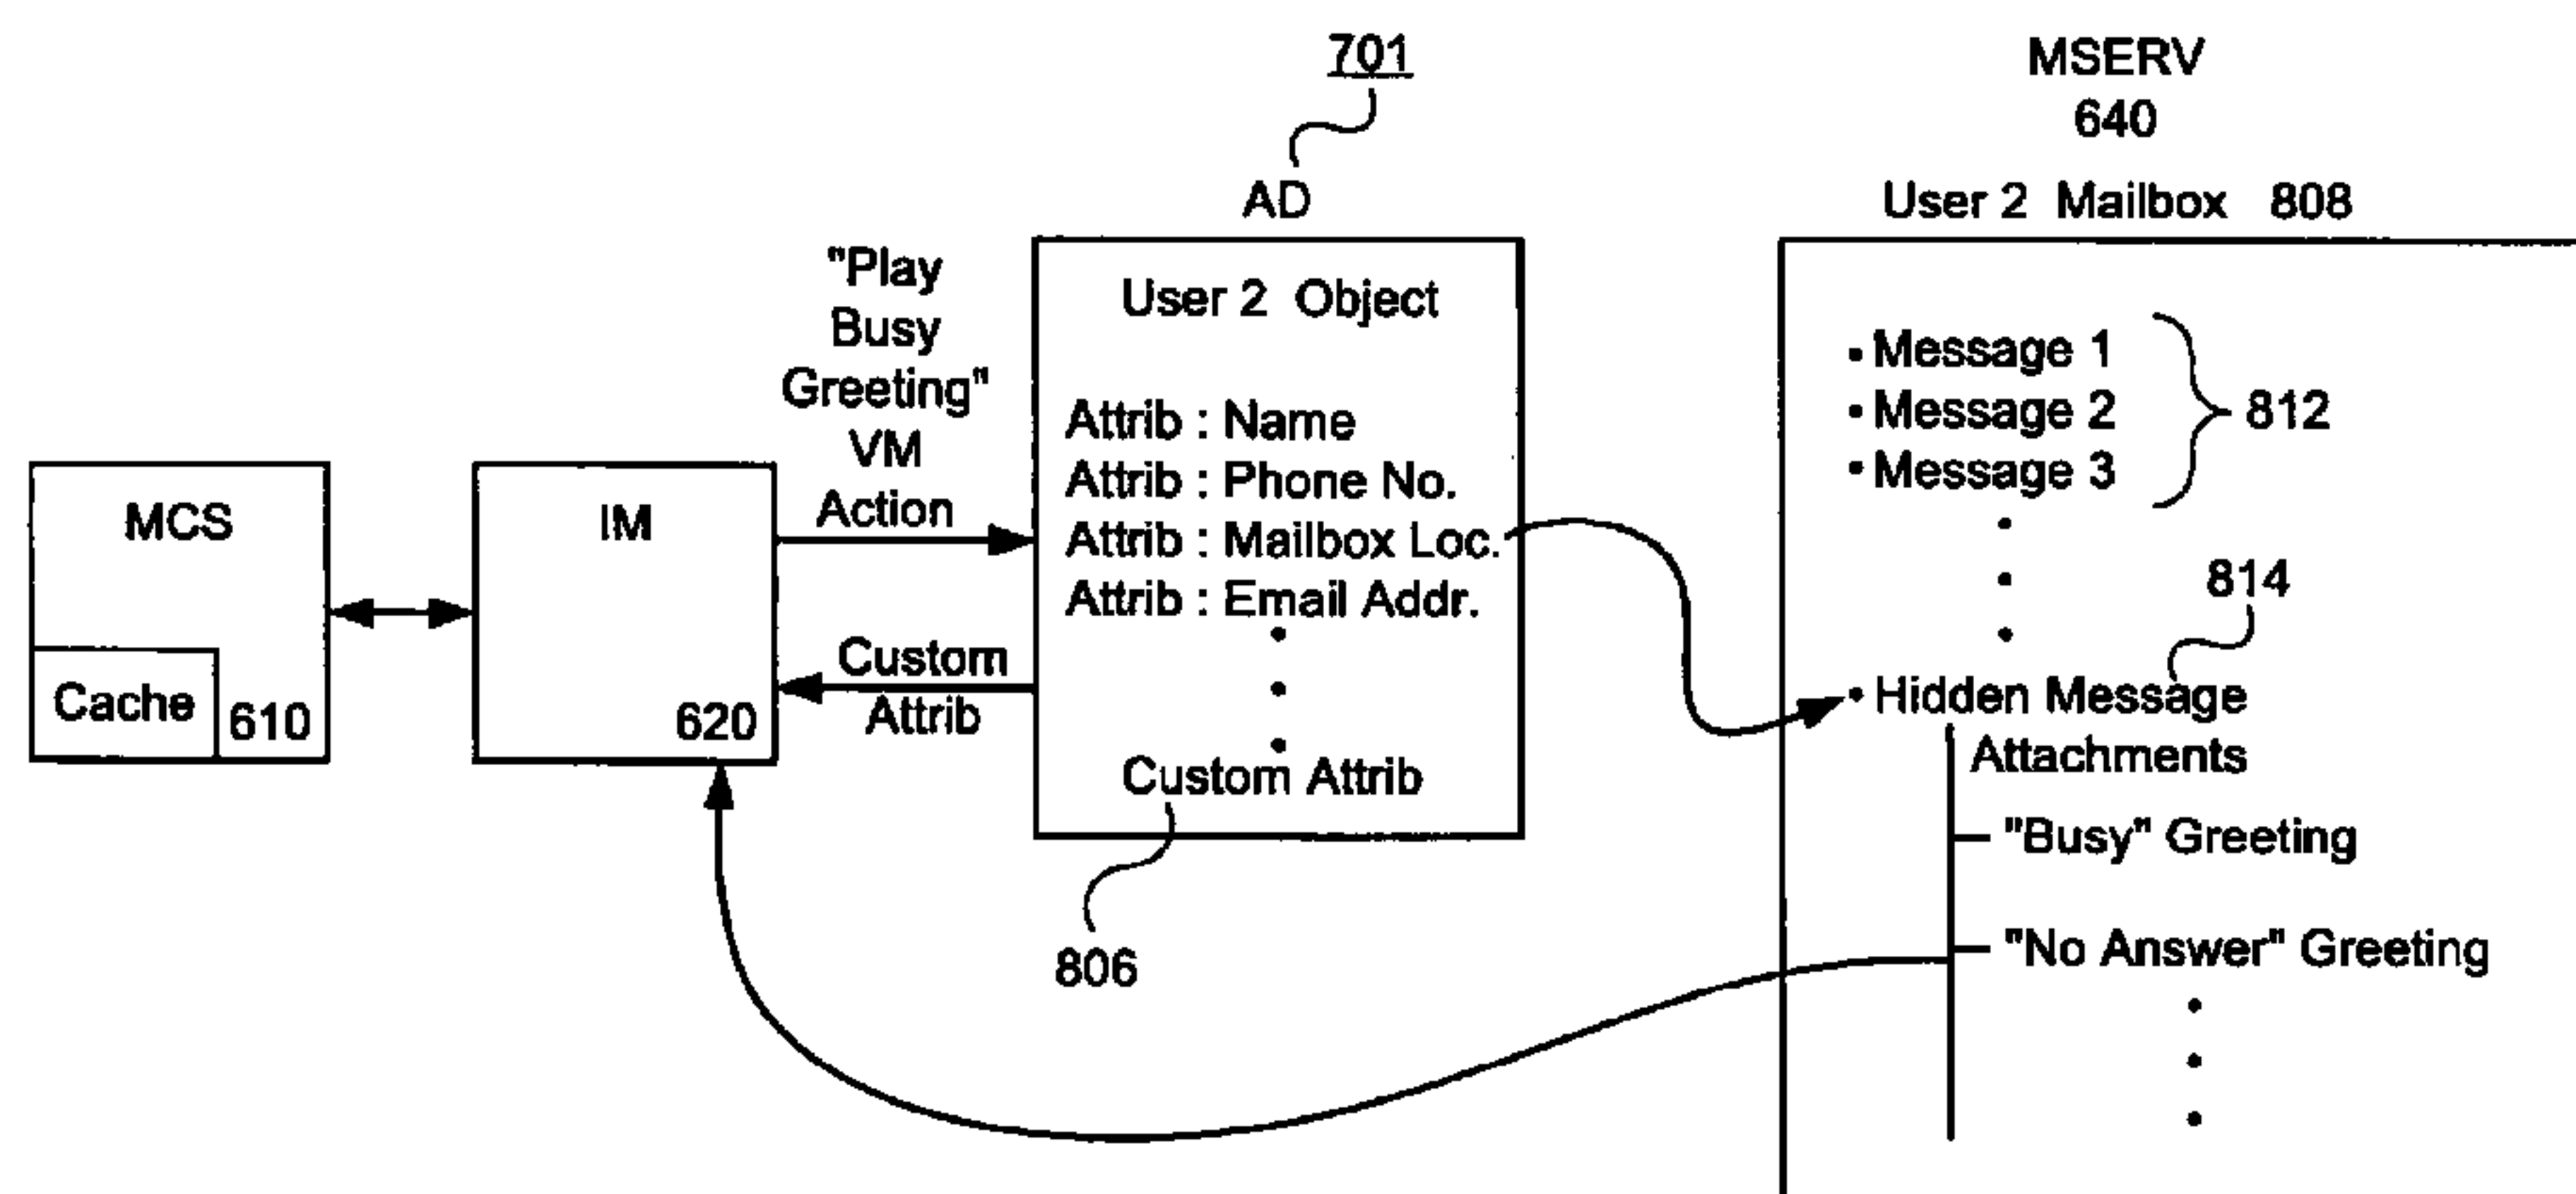 701
AD
MSERV
640
User 2 Mailbox 808
"Play
Busy
Greeting"
VM
Action
Custom
Attrib
MCS
Cache
610
IM
620
User 2 Object
Attrib : Name
Attrib : Phone No.
Attrib : Mailbox Loc.
Attrib : Email Addr.
Custom Attrib
806
• Message 1
• Message 2
• Message 3
812
814
• Hidden Message
Attachments
"Busy" Greeting
"No Answer" Greeting